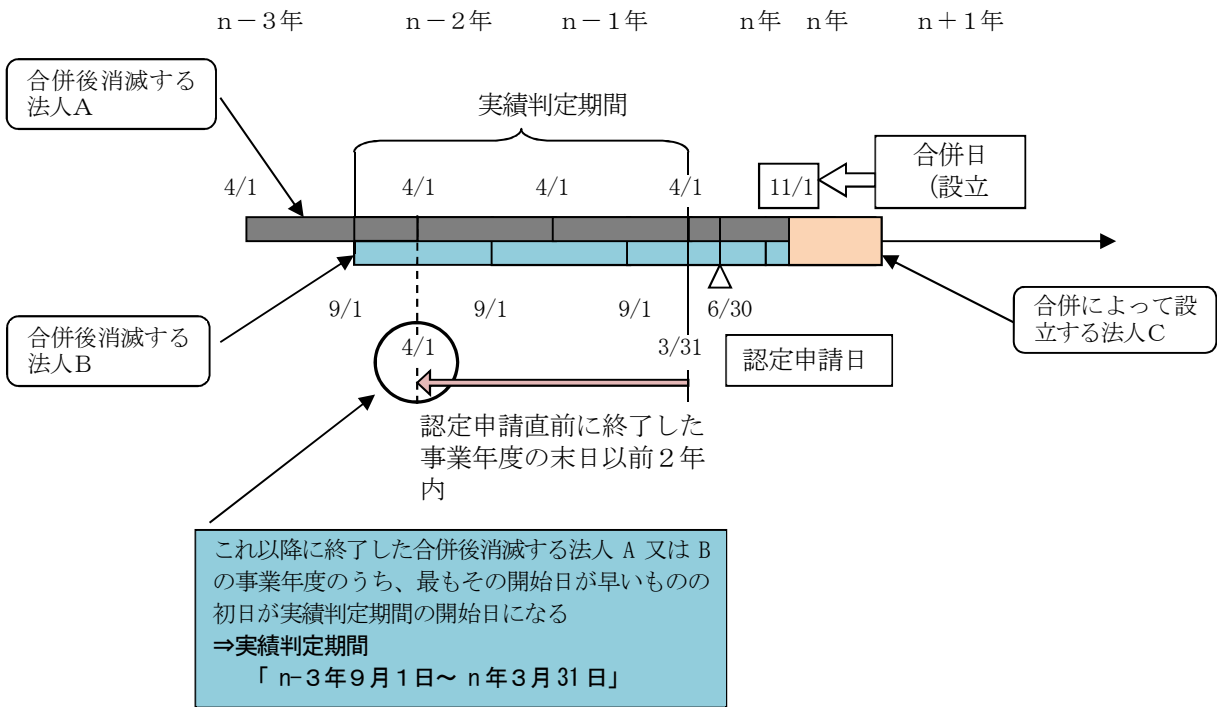 n－3年 n－2年 n－1年 n年 n年 n＋1年
合併後消滅する
法人A
実績判定期間
合併日
（設立
4/1 4/1 4/1 4/1 11/1
9/1 9/1 9/1 6/30
合併後消滅する
法人B
合併によって設
立する法人C
4/1 3/31
認定申請日
認定申請直前に終了した
事業年度の末日以前２年
内
これ以降に終了した合併後消滅する法人 A 又は B
の事業年度のうち、最もその開始日が早いものの
初日が実績判定期間の開始日になる
⇒実績判定期間
「 n-３年９月１日～ n 年３月 31 日」